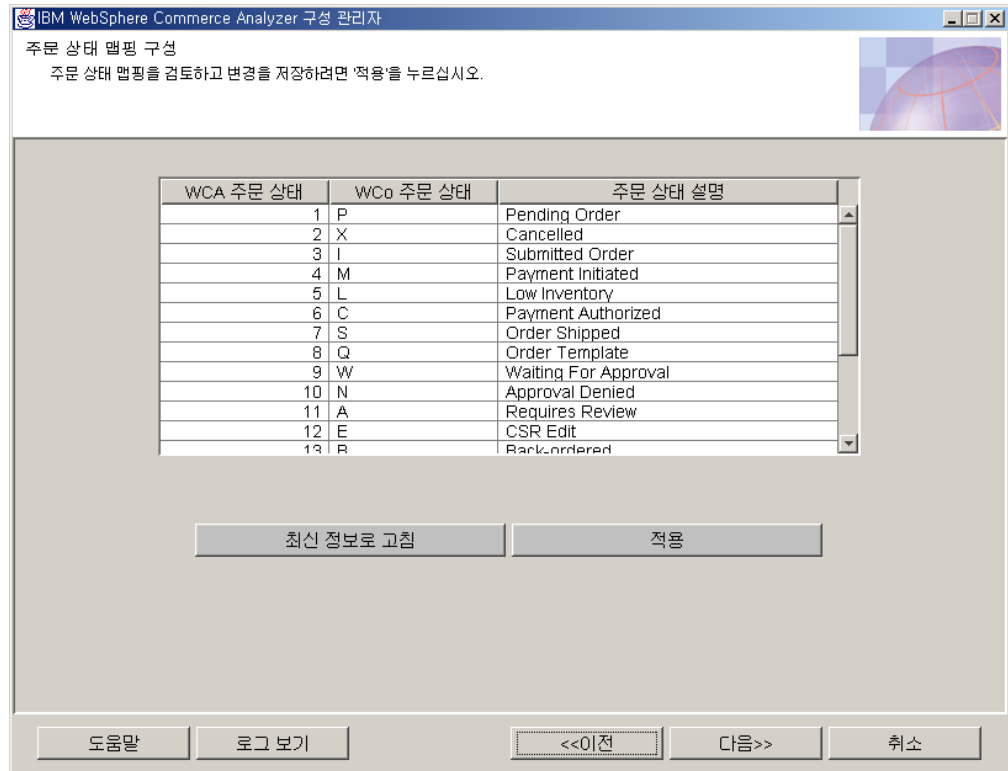 IBM WebSphere Commerce Analyzer 구성 관리자
주문 상태 맵핑 구성
주문 상태 맵핑을 검토하고 변경을 저장하려면 '적용'을 누르십시오.
WCA 주문 상태 WCo 주문 상태 주문 상태 설명
1 P Pending Order
2 X Cancelled
3 I Submitted Order
4 M Payment Initiated
5 L Low Inventory
6 C Payment Authorized
7 S Order Shipped
8 Q Order Template
9 W Waiting For Approval
10 N Approval Denied
11 A Requires Review
12 E CSR Edit
13 B Back-ordered
최신 정보로 고침 적용
도움말 로그 보기 <<이전 다음>> 취소